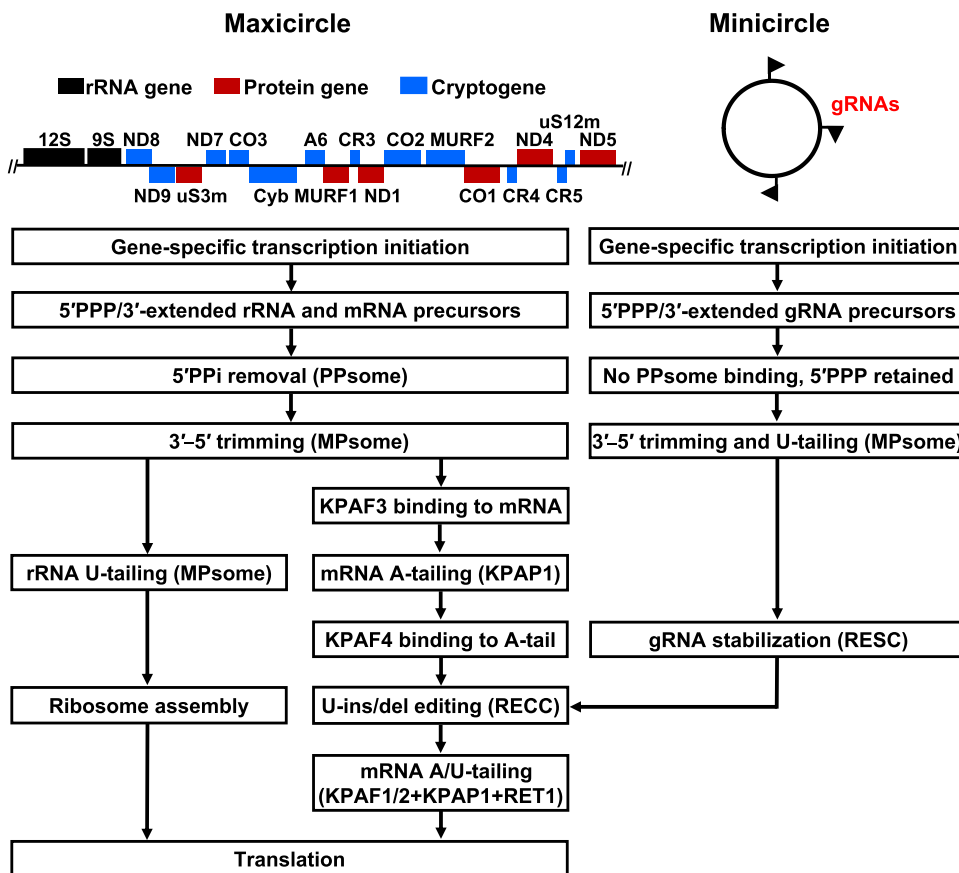 Maxicircle
Minicircle
rRNA gene
Protein gene
Cryptogene
gRNAs
uS12m
12S 9S ND8 ND7 CO3 A6 CR3 CO2 MURF2 ND4 ND5
// //
ND9 uS3m Cyb MURF1 ND1 CO1 CR4 CR5
Gene-specific transcription initiation
Gene-specific transcription initiation
5′PPP/3′-extended rRNA and mRNA precursors
5′PPP/3′-extended gRNA precursors
5′PPi removal (PPsome)
No PPsome binding, 5′PPP retained
3′–5′ trimming (MPsome)
3′–5′ trimming and U-tailing (MPsome)
KPAF3 binding to mRNA
rRNA U-tailing (MPsome)
mRNA A-tailing (KPAP1)
KPAF4 binding to A-tail
gRNA stabilization (RESC)
Ribosome assembly
U-ins/del editing (RECC)
mRNA A/U-tailing
(KPAF1/2+KPAP1+RET1)
Translation